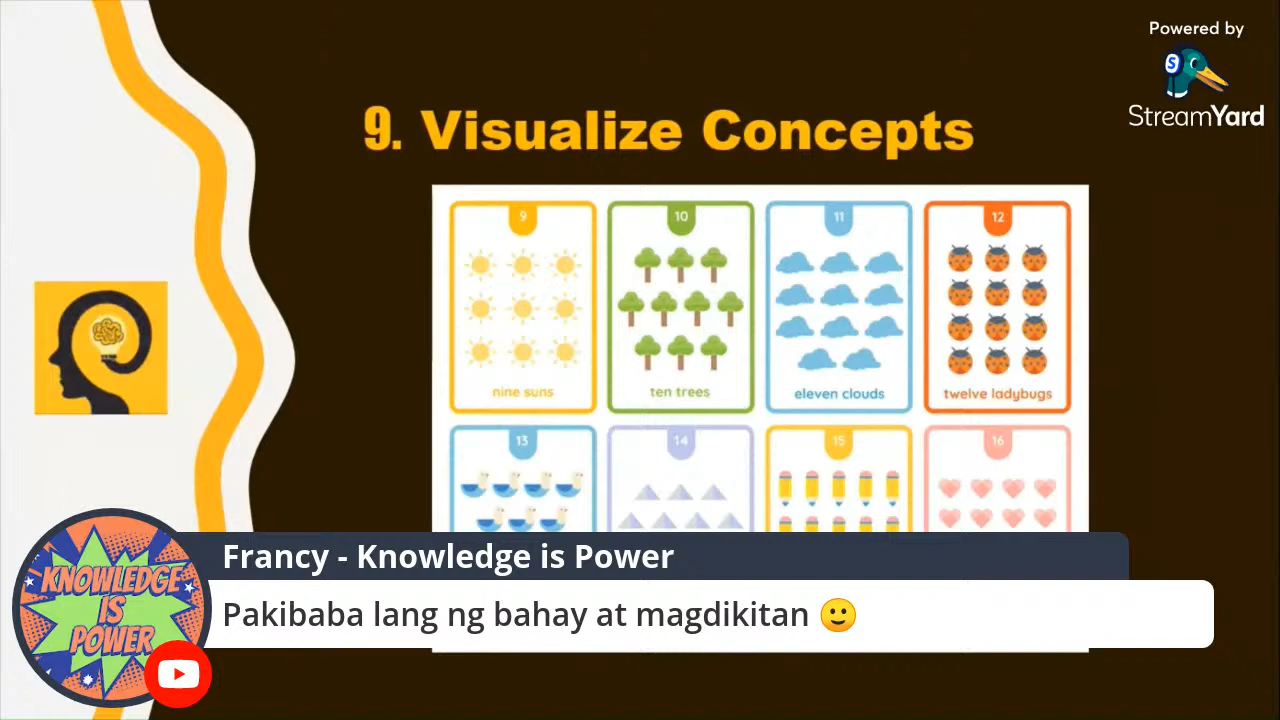 Powered by
StreamYard
9. Visualize Concepts
9
10
11
12
nine suns
ten trees
eleven clouds
twelve ladybugs
13
14
15
16
KNOWLEDGE
IS
POWER
Francy - Knowledge is Power
Pakibaba lang ng bahay at magdikitan 🙂